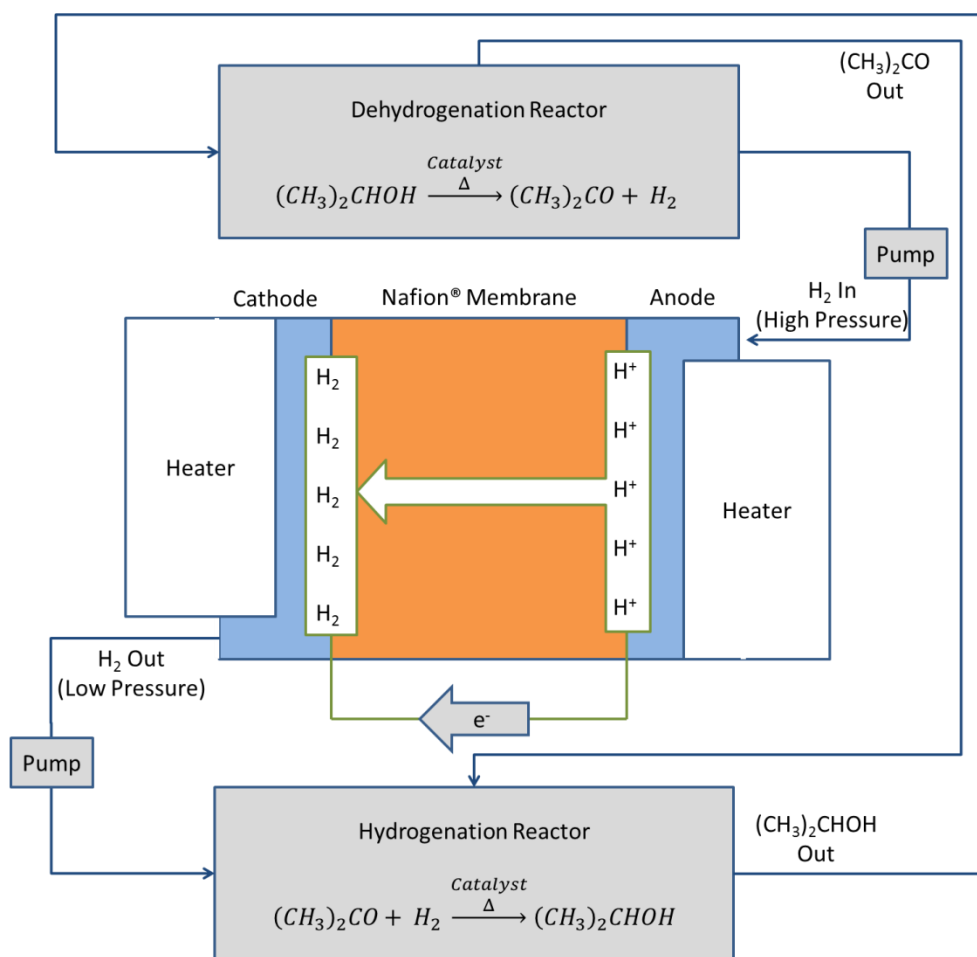 (CH₃)₂CO
Out
Dehydrogenation Reactor
Catalyst
Δ
(CH₃)₂CHOH ⟶ (CH₃)₂CO + H₂
Pump
Cathode
Nafion® Membrane
Anode
H₂ In
(High Pressure)
H₂
H₂
H₂
H₂
H₂
H⁺
H⁺
H⁺
H⁺
H⁺
Heater
Heater
H₂ Out
(Low Pressure)
e⁻
Pump
Hydrogenation Reactor
Catalyst
Δ
(CH₃)₂CO + H₂ ⟶ (CH₃)₂CHOH
(CH₃)₂CHOH
Out